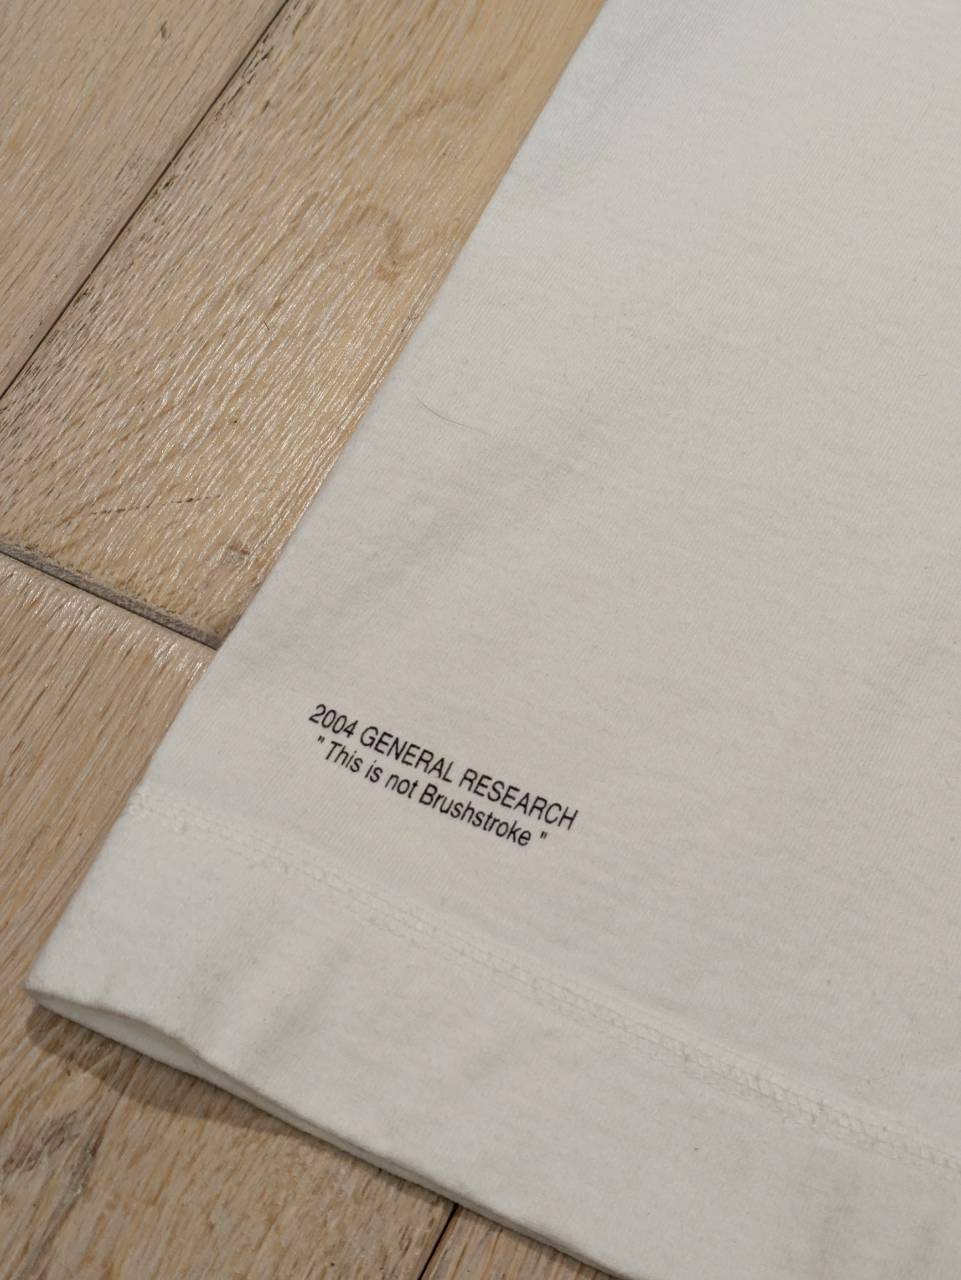 2004 GENERAL RESEARCH
" This is not Brushstroke "